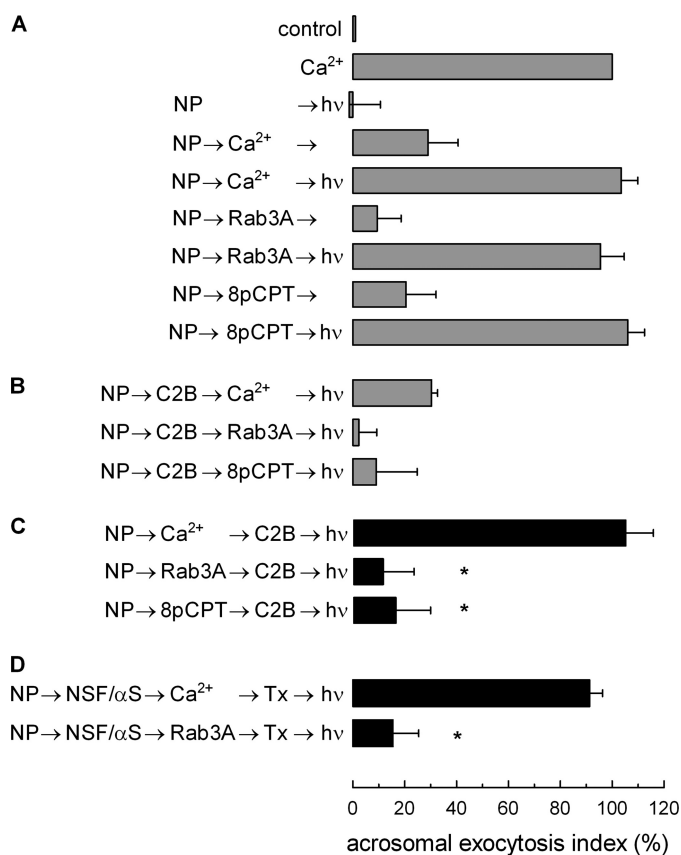 A
control
Ca²⁺
NP →hν
NP→Ca²⁺ →
NP→Ca²⁺ →hν
NP→Rab3A→
NP→Rab3A→hν
NP→8pCPT→
NP→8pCPT→hν
B
NP→C2B→Ca²⁺ →hν
NP→C2B→Rab3A→hν
NP→C2B→8pCPT→hν
C
NP→Ca²⁺ →C2B→hν
NP→Rab3A→C2B→hν *
NP→8pCPT→C2B→hν *
D
NP→NSF/αS→Ca²⁺ →Tx→hν
NP→NSF/αS→Rab3A→Tx→hν *
0 20 40 60 80 100 120
acrosomal exocytosis index (%)